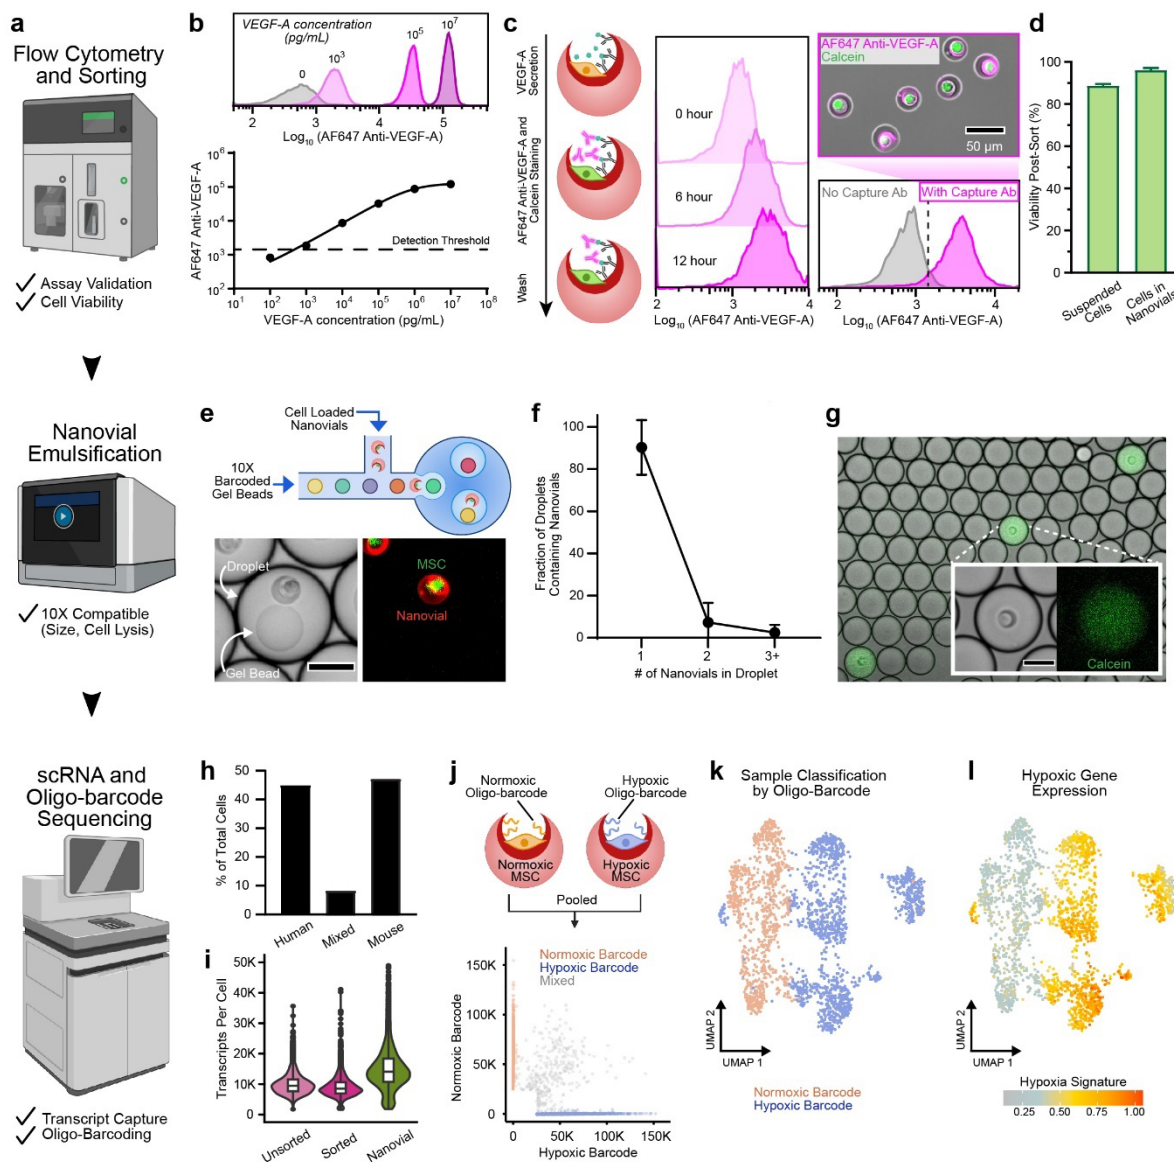 a
Flow Cytometry
and Sorting
✓ Assay Validation
✓ Cell Viability
Nanovial
Emulsification
✓ 10X Compatible
(Size, Cell Lysis)
scRNA and
Oligo-barcode
Sequencing
✓ Transcript Capture
✓ Oligo-Barcoding
b
VEGF-A concentration
(pg/mL)
0
10³
10⁵
10⁷
2 3 4 5
Log₁₀ (AF647 Anti-VEGF-A)
AF647 Anti-VEGF-A
10⁶
10⁵
10⁴
10³
10²
Detection Threshold
10¹ 10² 10³ 10⁴ 10⁵ 10⁶ 10⁷ 10⁸
VEGF-A concentration (pg/mL)
c
VEGF-A
Secretion
AF647 Anti-VEGF-A and
Calcein Staining
Wash
0 hour
6 hour
12 hour
2 3 4
Log₁₀ (AF647 Anti-VEGF-A)
AF647 Anti-VEGF-A
Calcein
50 µm
No Capture Ab
With Capture Ab
2 3 4
Log₁₀ (AF647 Anti-VEGF-A)
d
Viability Post-Sort (%)
100
80
60
40
20
0
Suspended
Cells
Cells in
Nanovials
e
Cell Loaded
Nanovials
10X
Barcoded
Gel Beads
Droplet
Gel Bead
MSC
Nanovial
f
Fraction of Droplets
Containing Nanovials
100
80
60
40
20
0
1 2 3+
# of Nanovials in Droplet
g
Calcein
h
% of Total Cells
50
40
30
20
10
0
Human Mixed Mouse
i
Transcripts Per Cell
50K
40K
30K
20K
10K
0
Unsorted Sorted Nanovial
j
Normoxic
Oligo-barcode
Hypoxic
Oligo-barcode
Normoxic
MSC
Hypoxic
MSC
Pooled
Normoxic Barcode
Hypoxic Barcode
Mixed
Normoxic Barcode
150K
100K
50K
0
0 50K 100K 150K
Hypoxic Barcode
k
Sample Classification
by Oligo-Barcode
UMAP 2
UMAP 1
Normoxic Barcode
Hypoxic Barcode
l
Hypoxic Gene
Expression
UMAP 2
UMAP 1
Hypoxia Signature
0.25 0.50 0.75 1.00